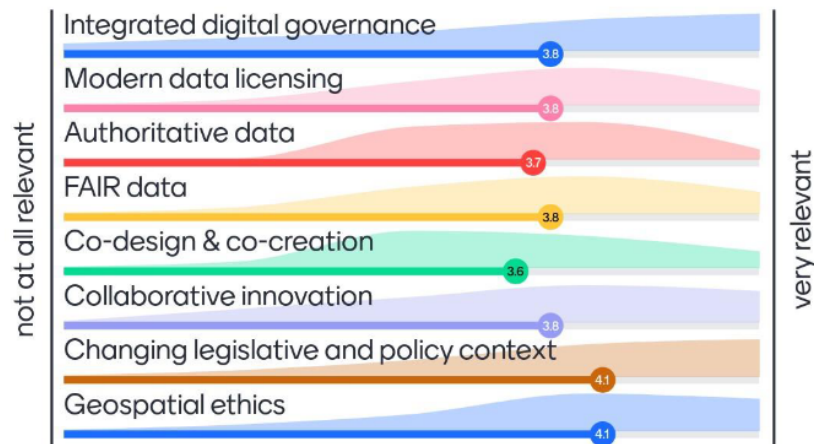 Integrated digital governance
3.8
Modern data licensing
3.8
Authoritative data
3.7
FAIR data
3.8
Co-design & co-creation
3.6
Collaborative innovation
3.8
Changing legislative and policy context
4.1
Geospatial ethics
4.1
not at all relevant
very relevant